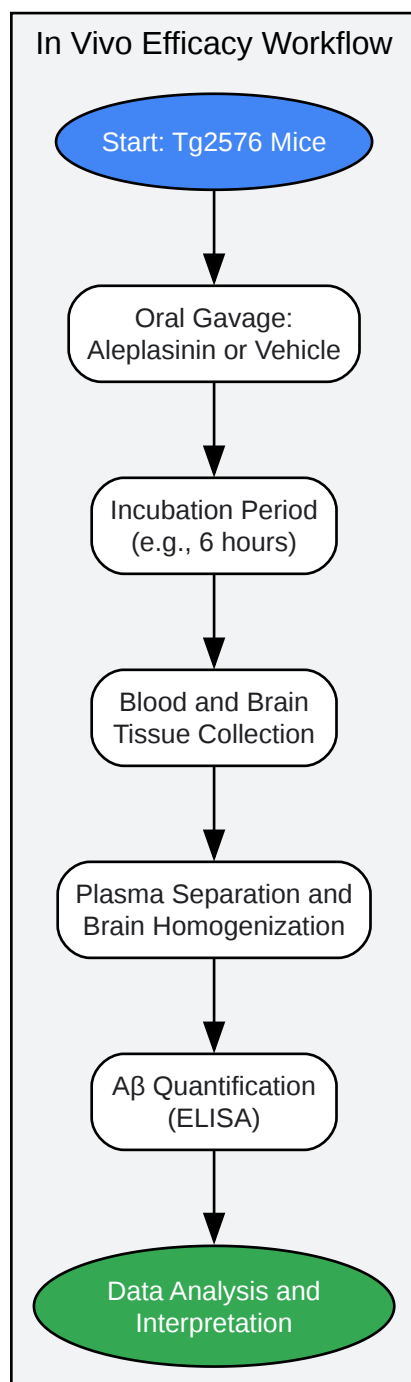 In Vivo Efficacy Workflow
Start: Tg2576 Mice
Oral Gavage:
Aleplasinin or Vehicle
Incubation Period
(e.g., 6 hours)
Blood and Brain
Tissue Collection
Plasma Separation and
Brain Homogenization
Aβ Quantification
(ELISA)
Data Analysis and
Interpretation